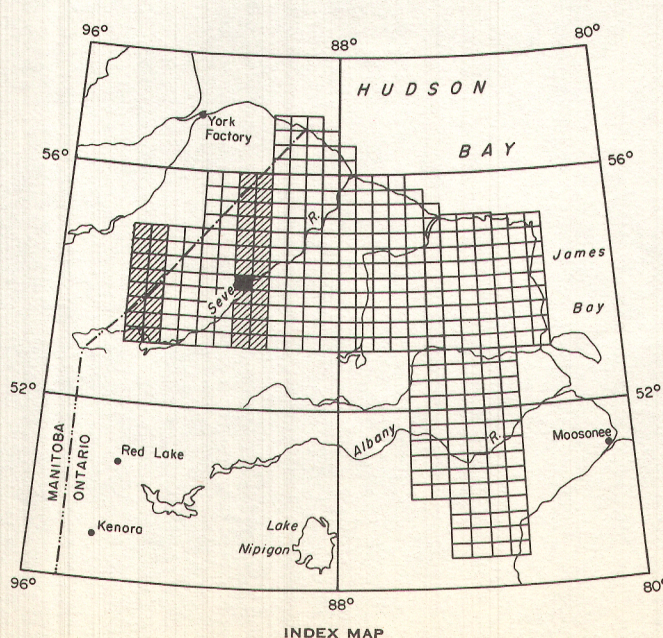 96°
88°
80°
HUDSON
BAY
York
Factory
56°
56°
R.
Seve
James
Bay
52°
52°
MANITOBA
ONTARIO
Red Lake
Kenora
Albany
R.
Moosonee
Lake
Nipigon
96°
88°
80°
INDEX MAP